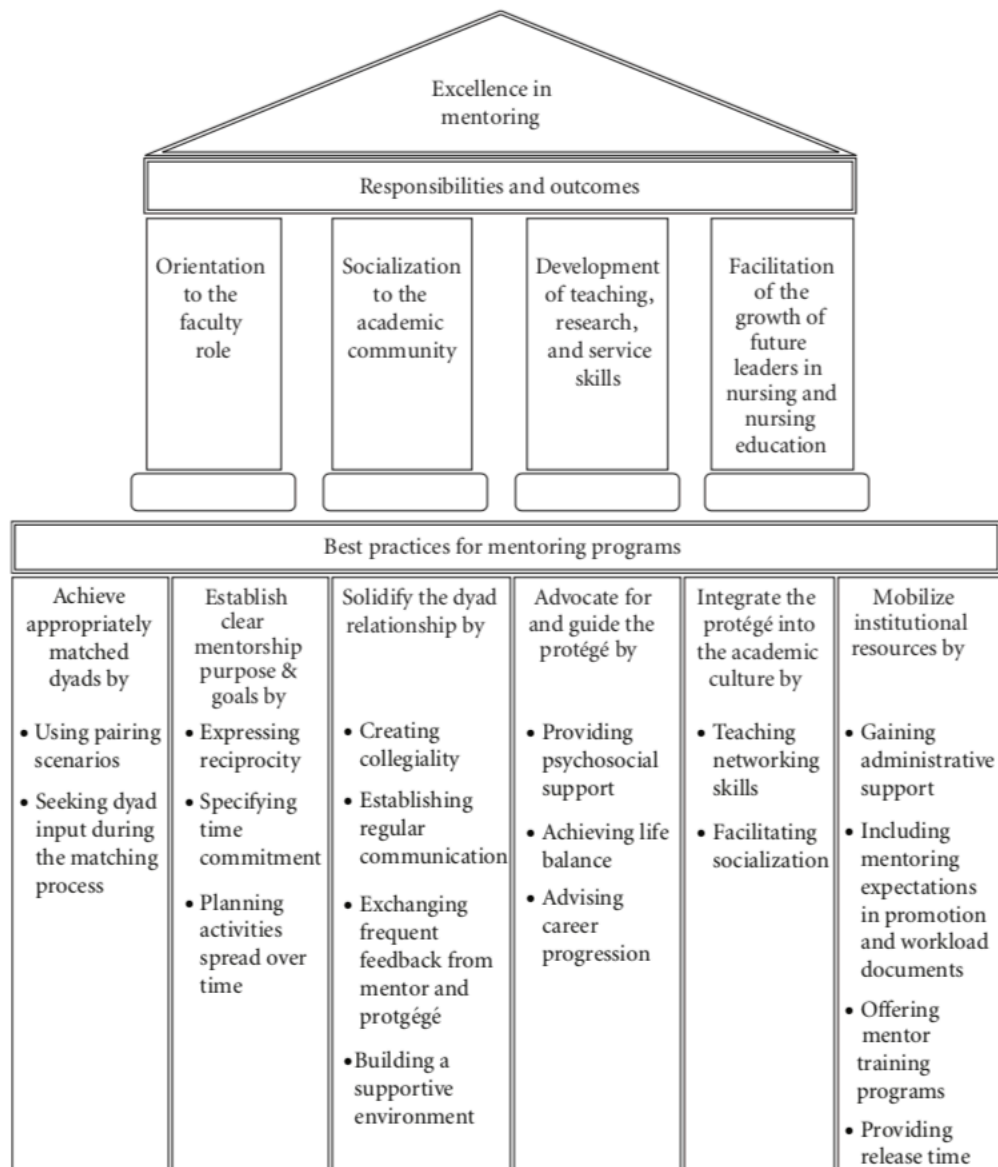 Excellence in
mentoring
Responsibilities and outcomes
Orientation
to the
faculty
role
Socialization
to the
academic
community
Development
of teaching,
research,
and service
skills
Facilitation
of the
growth of
future
leaders in
nursing and
nursing
education
Best practices for mentoring programs
Achieve
appropriately
matched
dyads by
• Using pairing
scenarios
• Seeking dyad
input during
the matching
process
Establish
clear
mentorship
purpose &
goals by
• Expressing
reciprocity
• Specifying
time
commitment
• Planning
activities
spread over
time
Solidify the dyad
relationship by
• Creating
collegiality
• Establishing
regular
communication
• Exchanging
frequent
feedback from
mentor and
protgégé
• Building a
supportive
environment
Advocate for
and guide the
protégé by
• Providing
psychosocial
support
• Achieving life
balance
• Advising
career
progression
Integrate the
protégé into
the academic
culture by
• Teaching
networking
skills
• Facilitating
socialization
Mobilize
institutional
resources by
• Gaining
administrative
support
• Including
mentoring
expectations
in promotion
and workload
documents
• Offering
mentor
training
programs
• Providing
release time